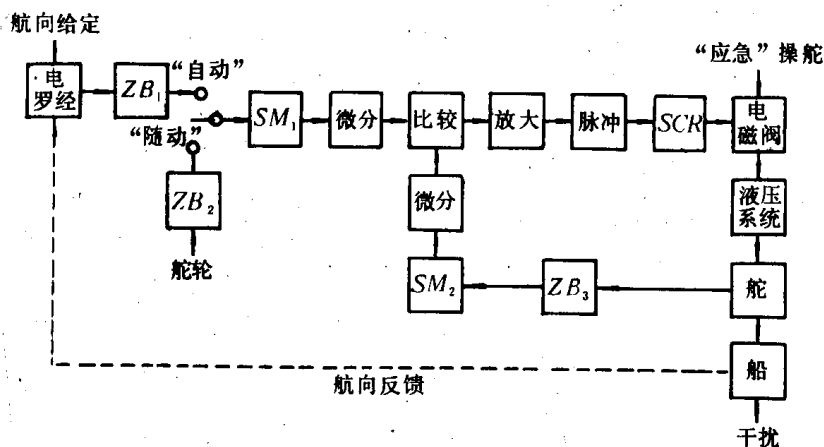 航向给定
电罗经
ZB₁
“自动”
“随动”
ZB₂
舵轮
SM₁
微分
比较
放大
脉冲
SCR
“应急”操舵
电磁阀
液压系统
微分
SM₂
ZB₃
舵
船
航向反馈
干扰